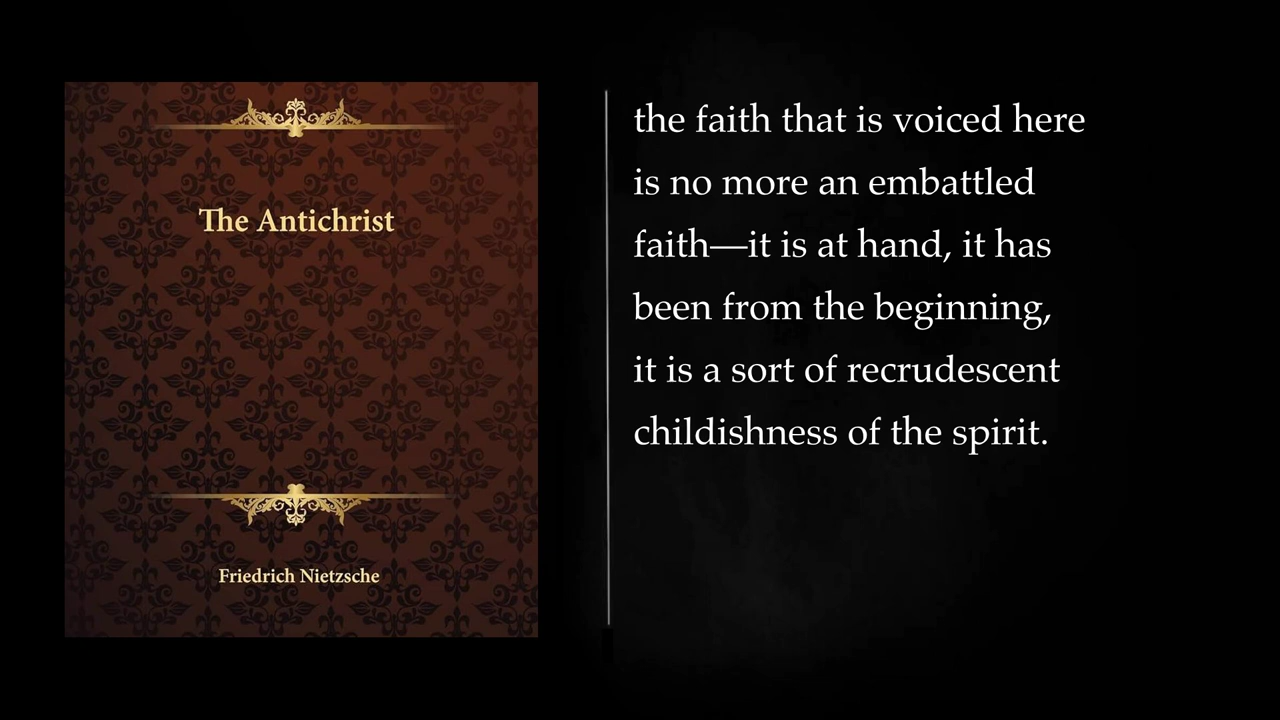 The Antichrist
Friedrich Nietzsche
the faith that is voiced here
is no more an embattled
faith—it is at hand, it has
been from the beginning,
it is a sort of recrudescent
childishness of the spirit.